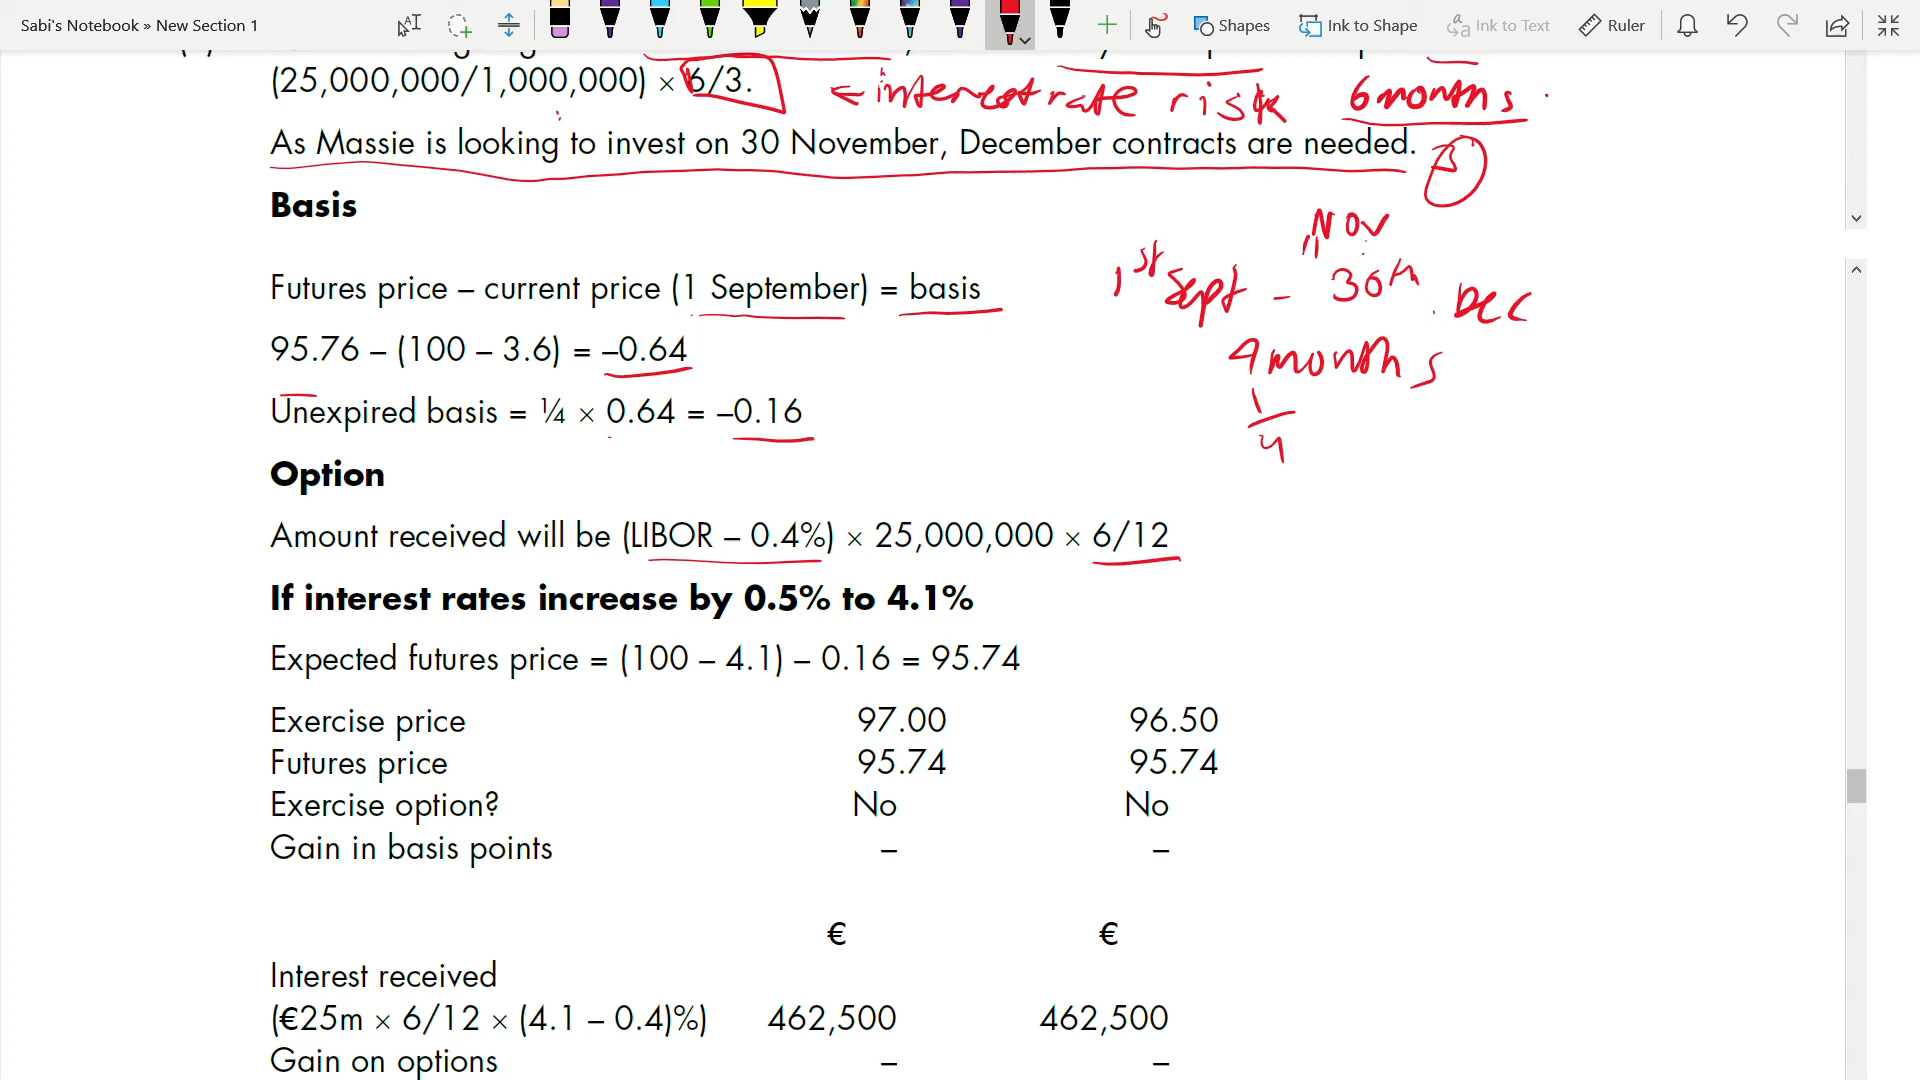 Sabi's Notebook » New Section 1
Shapes
Ink to Shape
Ink to Text
Ruler
(25,000,000/1,000,000) × 6/3.
← interest rate risk 6 months
As Massie is looking to invest on 30 November, December contracts are needed.
Basis
Nov
Futures price – current price (1 September) = basis
1st Sept – 30th Dec
4 months
95.76 – (100 – 3.6) = –0.64
Unexpired basis = ¼ × 0.64 = –0.16
1/4
Option
Amount received will be (LIBOR – 0.4%) × 25,000,000 × 6/12
If interest rates increase by 0.5% to 4.1%
Expected futures price = (100 – 4.1) – 0.16 = 95.74
Exercise price 97.00 96.50
Futures price 95.74 95.74
Exercise option? No No
Gain in basis points – –
€ €
Interest received
(€25m × 6/12 × (4.1 – 0.4)%) 462,500 462,500
Gain on options – –